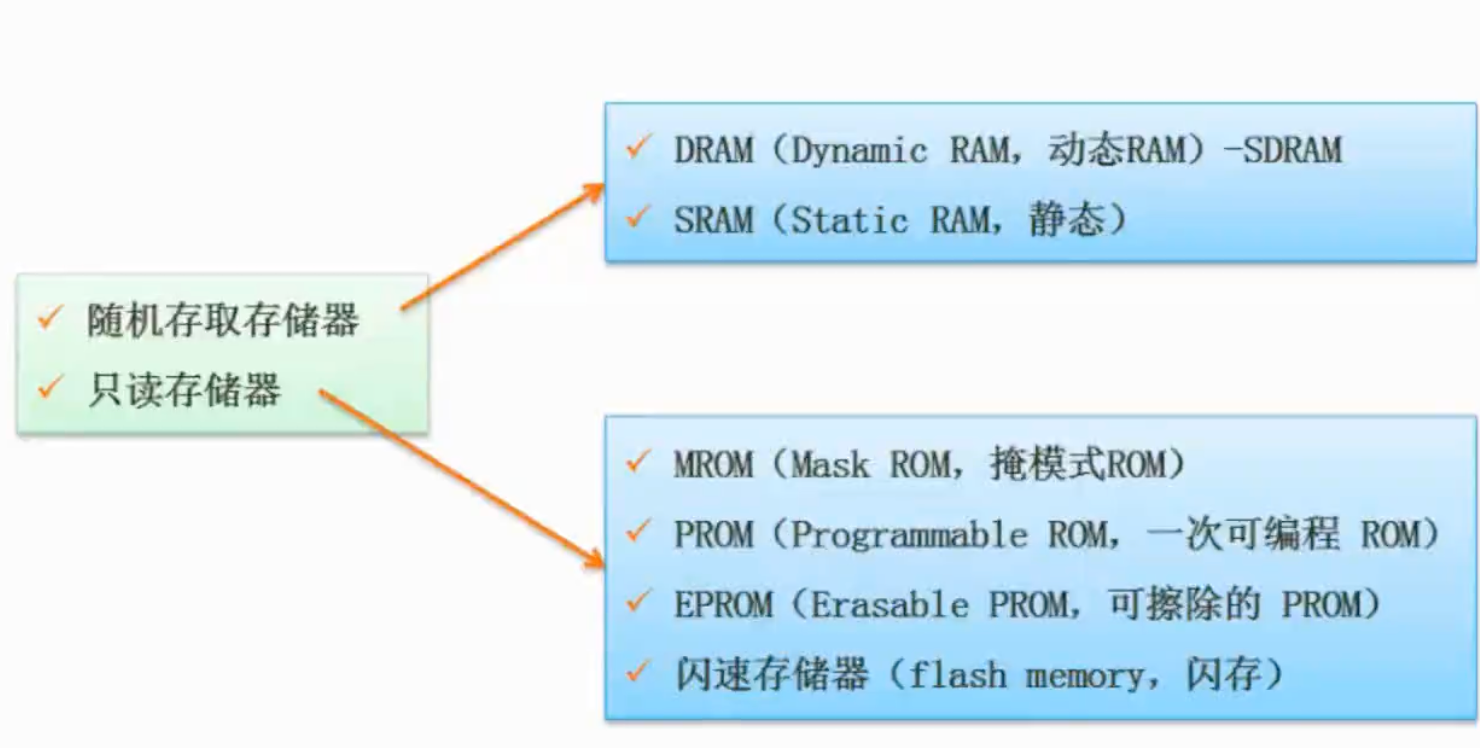 随机存取存储器
只读存储器
DRAM（Dynamic RAM，动态RAM）-SDRAM
SRAM（Static RAM，静态）
MROM（Mask ROM，掩模式ROM）
PROM（Programmable ROM，一次可编程 ROM）
EPROM（Erasable PROM，可擦除的 PROM）
闪速存储器（flash memory，闪存）